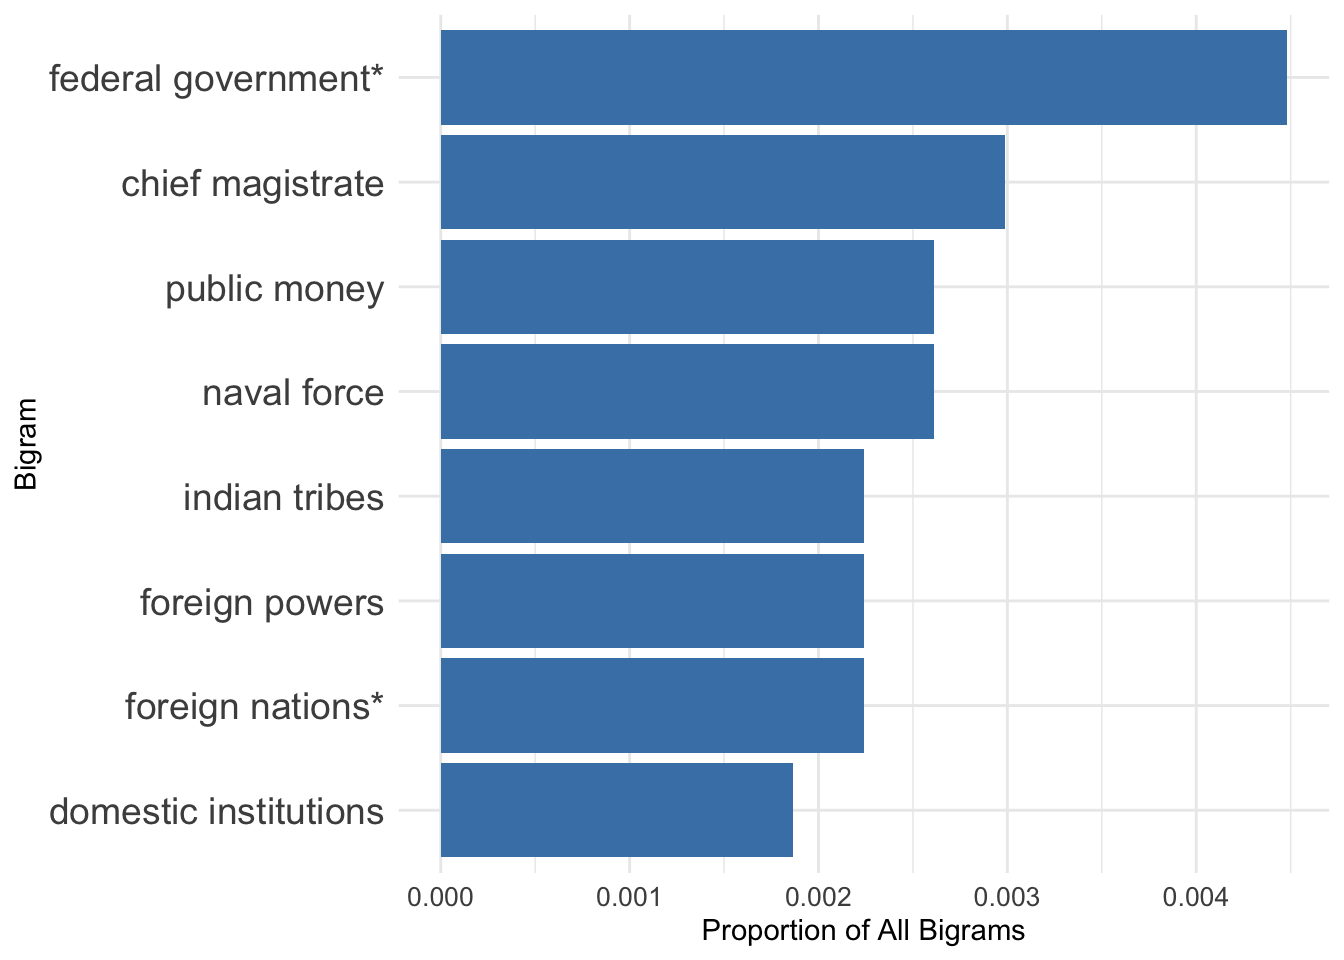 federal government*
chief magistrate
public money
naval force
indian tribes
foreign powers
foreign nations*
domestic institutions
Bigram
0.000 0.001 0.002 0.003 0.004
Proportion of All Bigrams